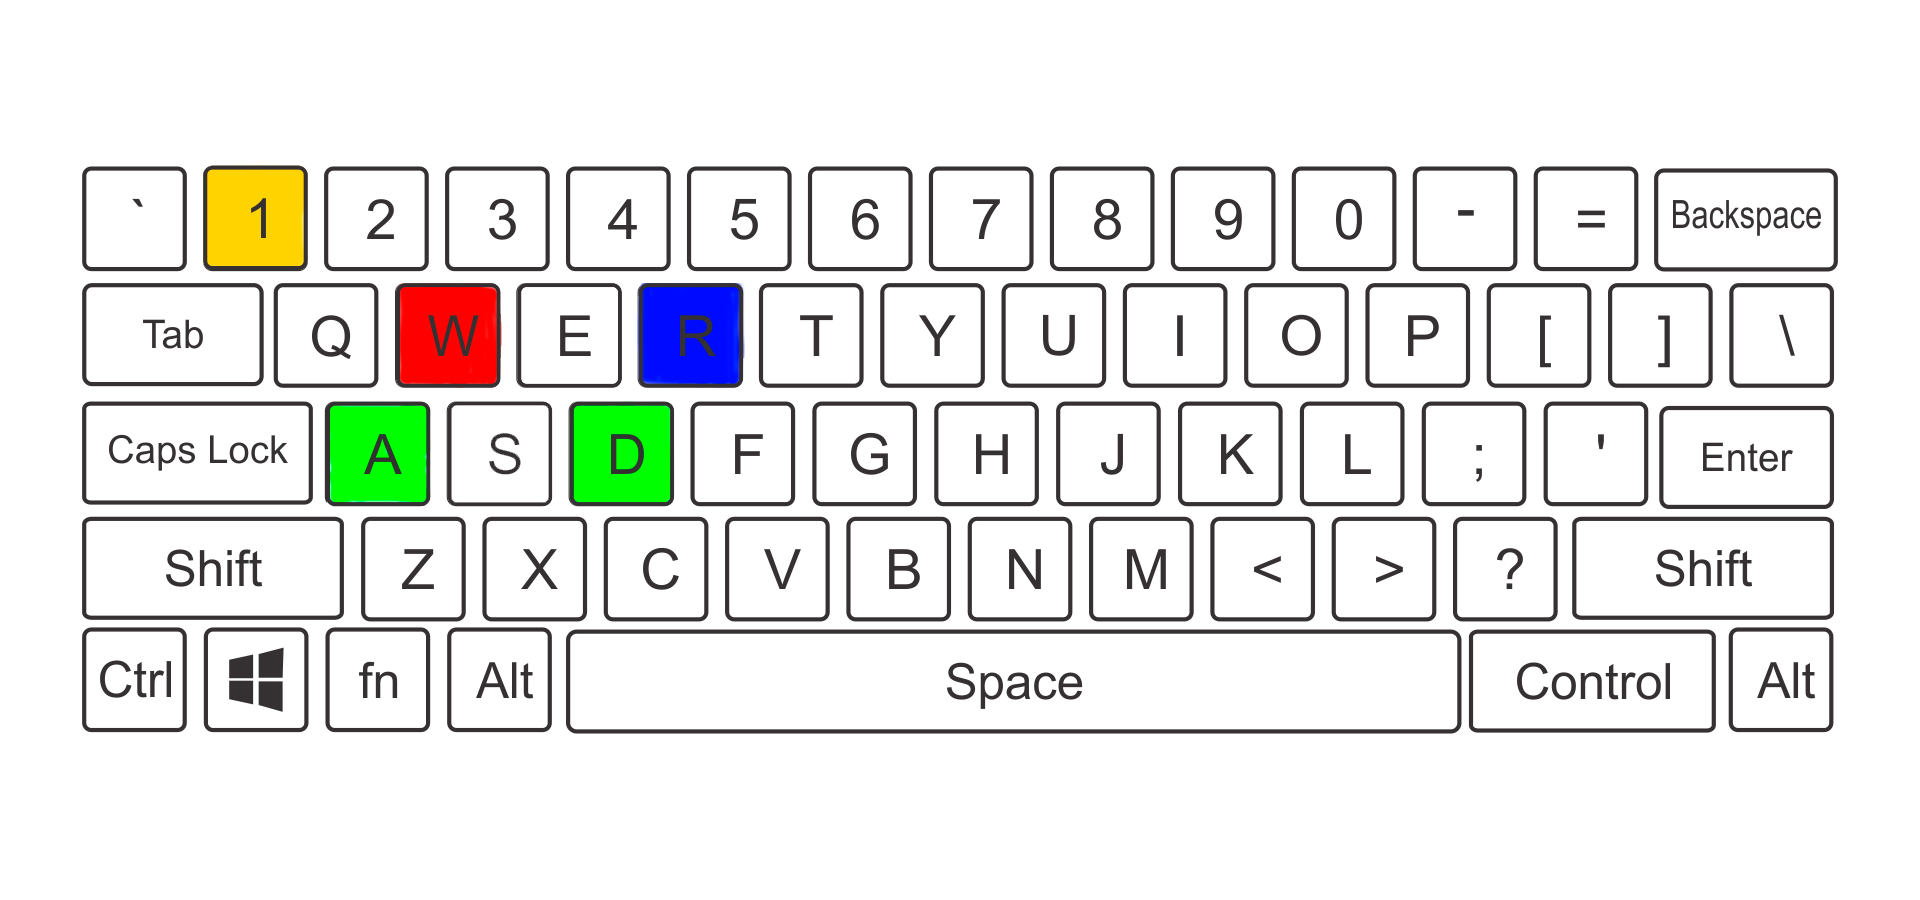 ` 1 2 3 4 5 6 7 8 9 0 - = Backspace
Tab Q W E R T Y U I O P [ ] \
Caps Lock A S D F G H J K L ; ' Enter
Shift Z X C V B N M < > ? Shift
Ctrl fn Alt Space Control Alt